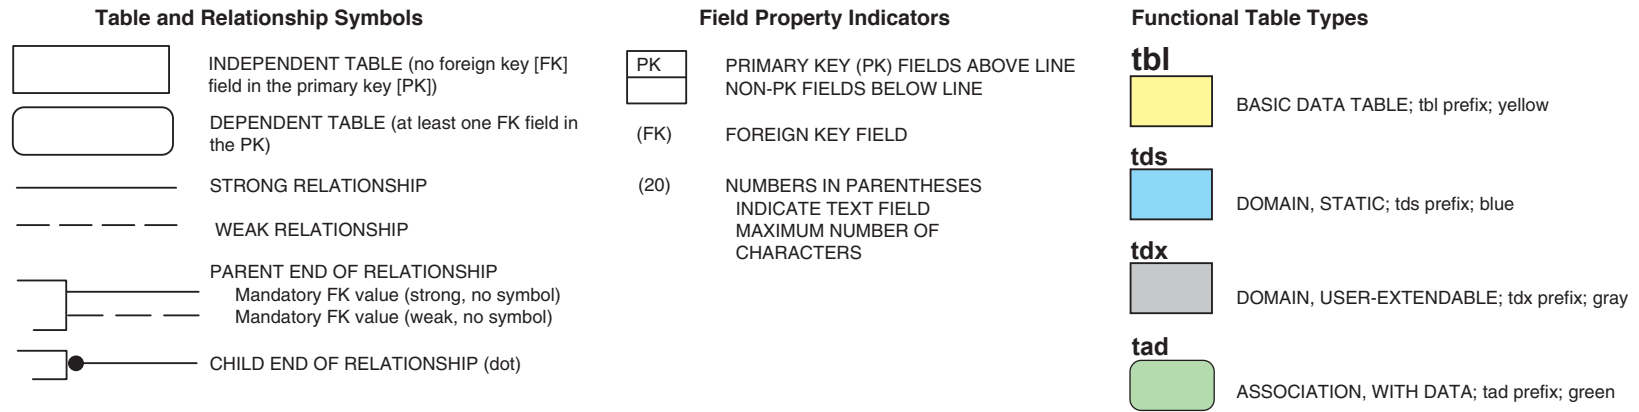 Table and Relationship Symbols
INDEPENDENT TABLE (no foreign key [FK]
field in the primary key [PK])
DEPENDENT TABLE (at least one FK field in
the PK)
STRONG RELATIONSHIP
WEAK RELATIONSHIP
PARENT END OF RELATIONSHIP
Mandatory FK value (strong, no symbol)
Mandatory FK value (weak, no symbol)
CHILD END OF RELATIONSHIP (dot)
Field Property Indicators
PK
PRIMARY KEY (PK) FIELDS ABOVE LINE
NON-PK FIELDS BELOW LINE
(FK) FOREIGN KEY FIELD
(20) NUMBERS IN PARENTHESES
INDICATE TEXT FIELD
MAXIMUM NUMBER OF
CHARACTERS
Functional Table Types
tbl
BASIC DATA TABLE; tbl prefix; yellow
tds
DOMAIN, STATIC; tds prefix; blue
tdx
DOMAIN, USER-EXTENDABLE; tdx prefix; gray
tad
ASSOCIATION, WITH DATA; tad prefix; green